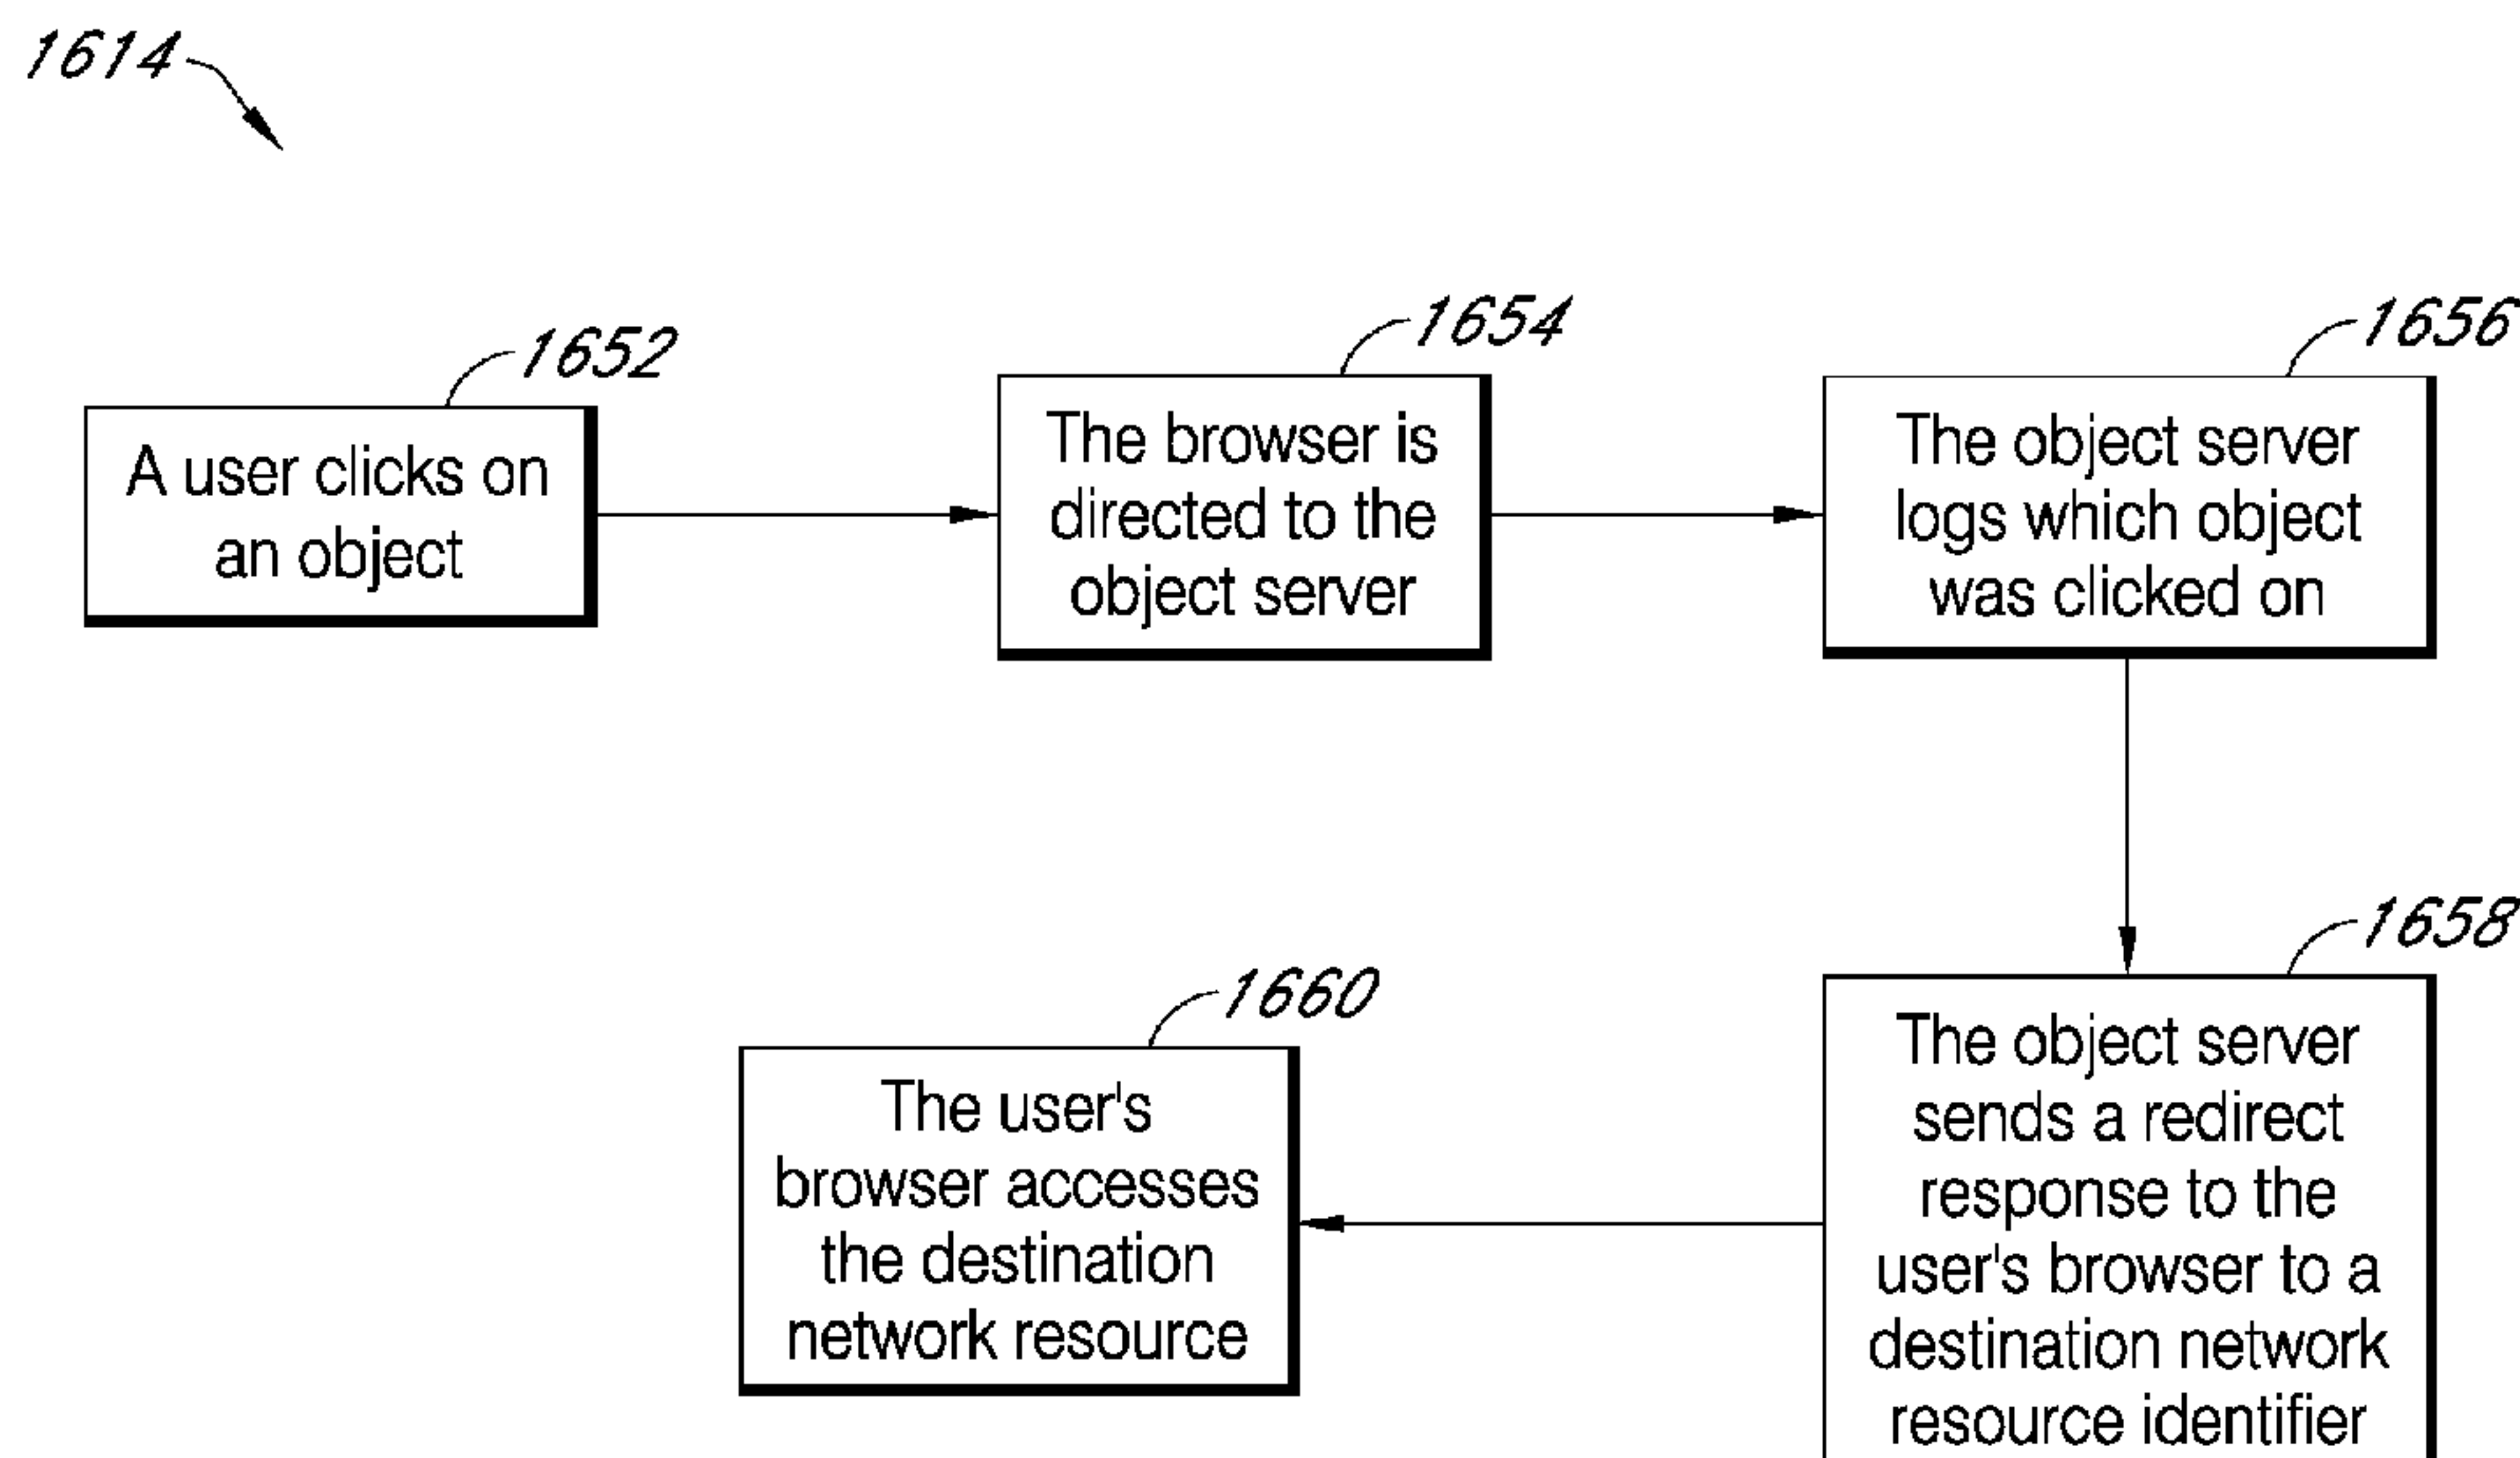 1614
1652
A user clicks on
an object
1654
The browser is
directed to the
object server
1656
The object server
logs which object
was clicked on
1658
The object server
sends a redirect
response to the
user's browser to a
destination network
resource identifier
1660
The user's
browser accesses
the destination
network resource